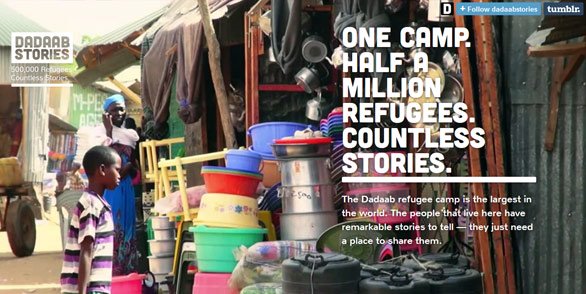 D + Follow dadaabstories tumblr.
DADAAB
STORIES
500,000 Refugees
Countless Stories
ONE CAMP.
HALF A
MILLION
REFUGEES.
COUNTLESS
STORIES.
The Dadaab refugee camp is the largest in
the world. The people that live here have
remarkable stories to tell — they just need
a place to share them.